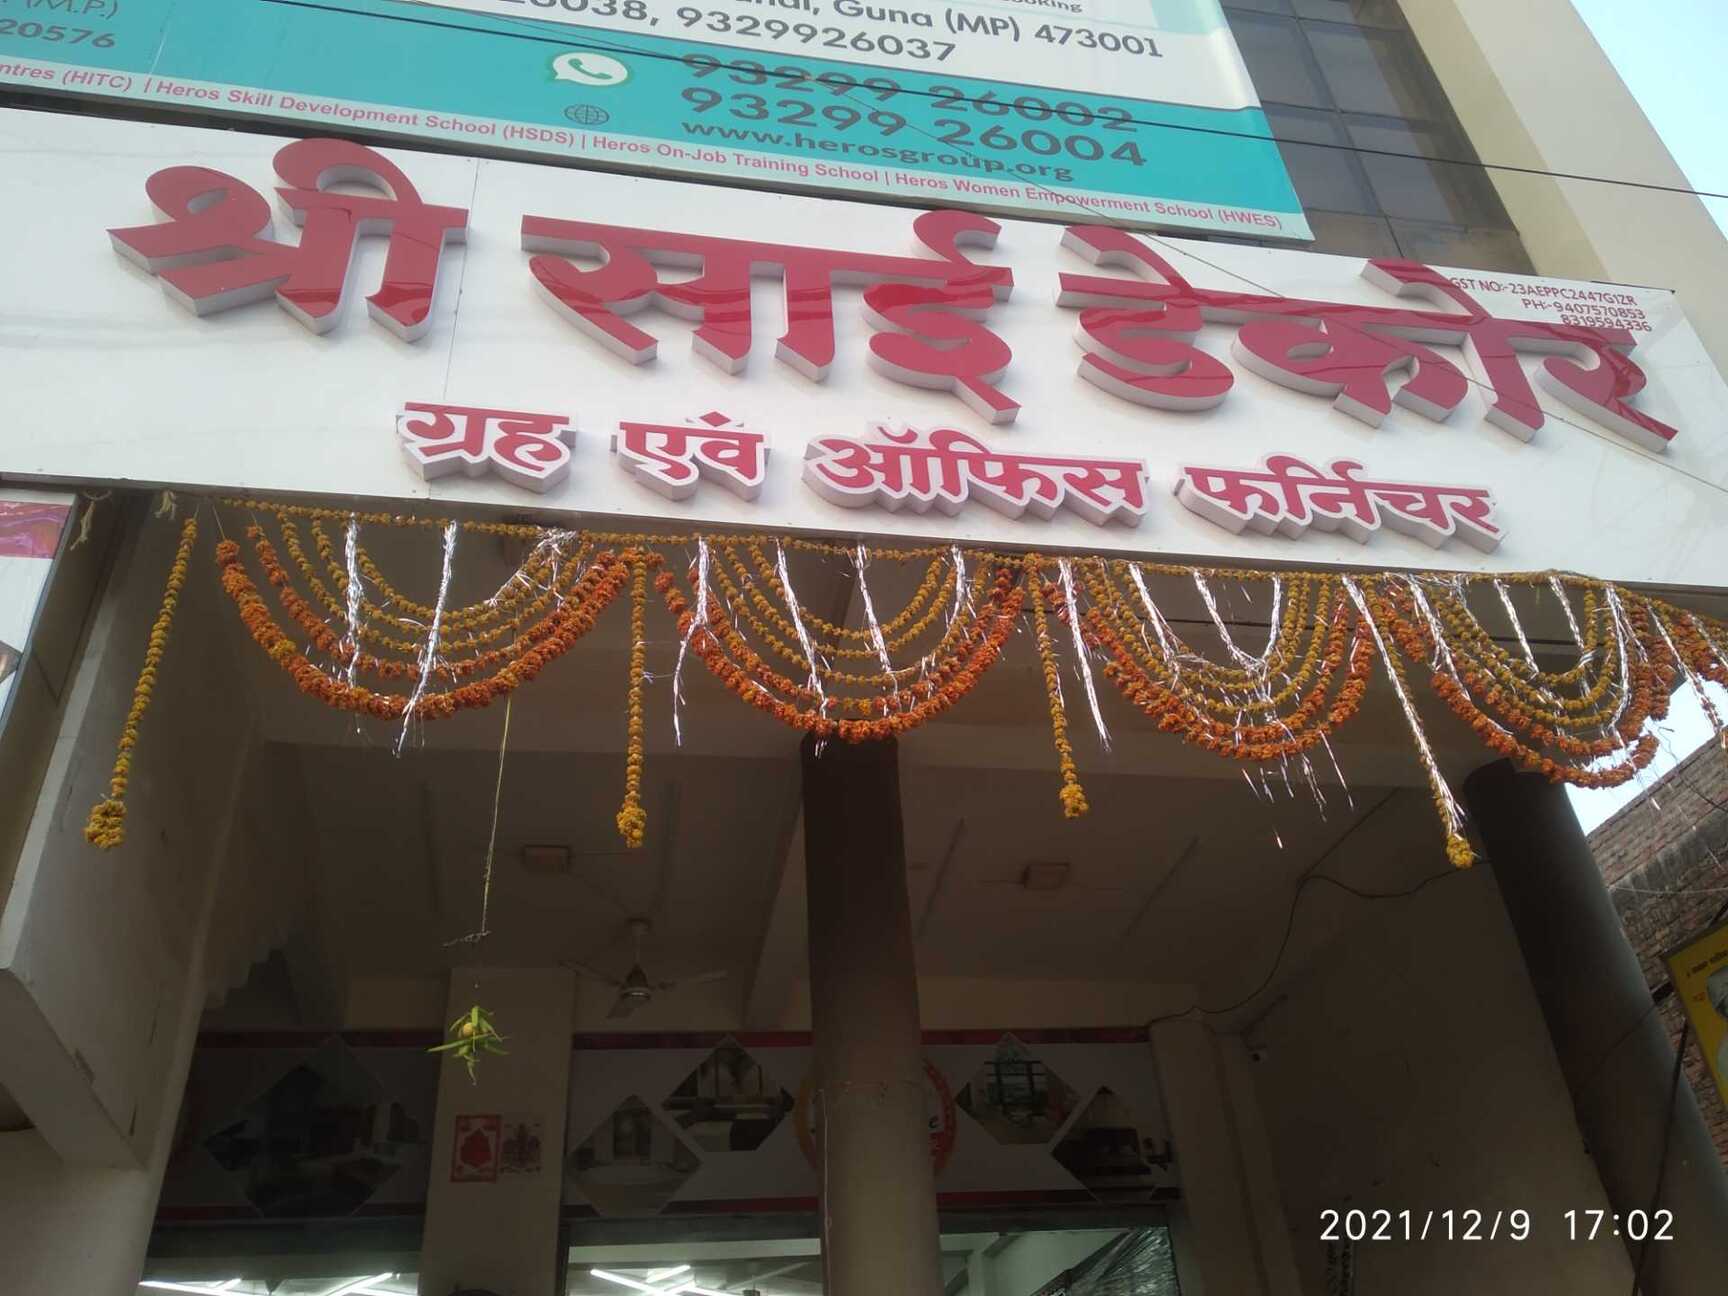 Guna (MP) 473001
9329926037
(M.P.)
20576
93299 26002
93299 26004
www.herosgroup.org
(HITC) | Heros Skill Development School (HSDS) | Heros On-Job Training School | Heros Women Empowerment School (HWES)
श्री साई डेकोर
GST NO:-23AEPPC2447G1ZR
PH:-9407570853
8319594336
ग्रह एवं ऑफिस फर्निचर
2021/12/9 17:02